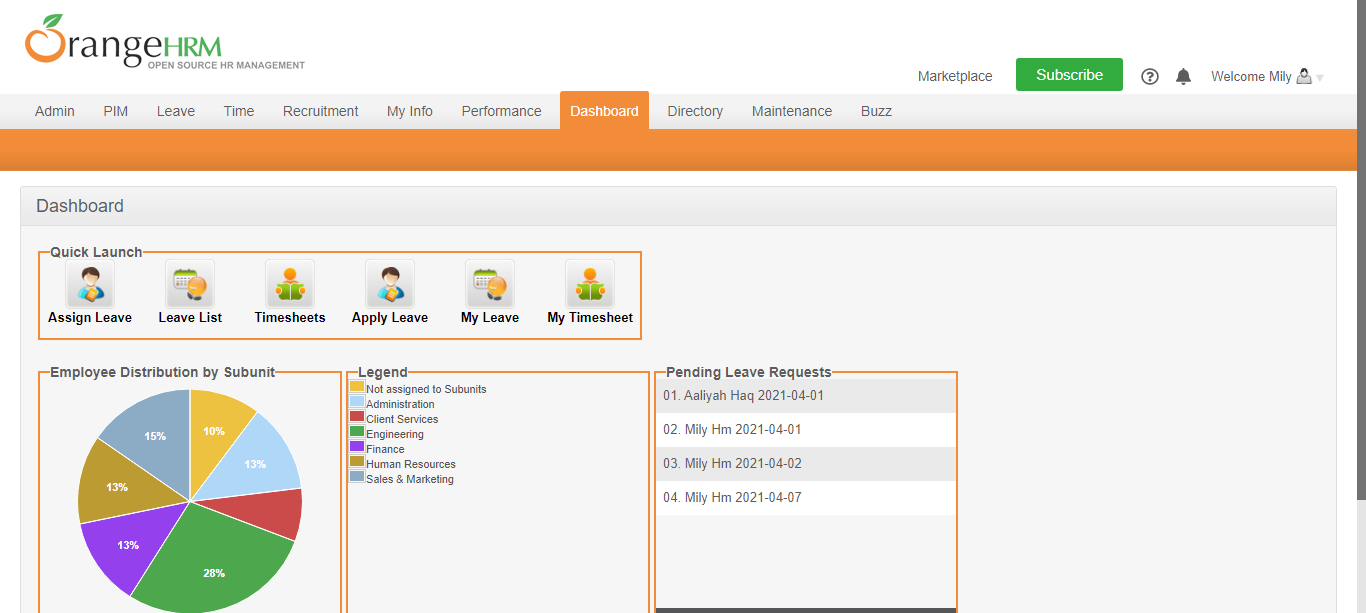 OrangeHRM
OPEN SOURCE HR MANAGEMENT
Marketplace Subscribe ? Welcome Mily
Admin PIM Leave Time Recruitment My Info Performance Dashboard Directory Maintenance Buzz
Dashboard
Quick Launch
Assign Leave Leave List Timesheets Apply Leave My Leave My Timesheet
Employee Distribution by Subunit
10%
13%
28%
13%
13%
15%
Legend
Not assigned to Subunits
Administration
Client Services
Engineering
Finance
Human Resources
Sales & Marketing
Pending Leave Requests
01. Aaliyah Haq 2021-04-01
02. Mily Hm 2021-04-01
03. Mily Hm 2021-04-02
04. Mily Hm 2021-04-07